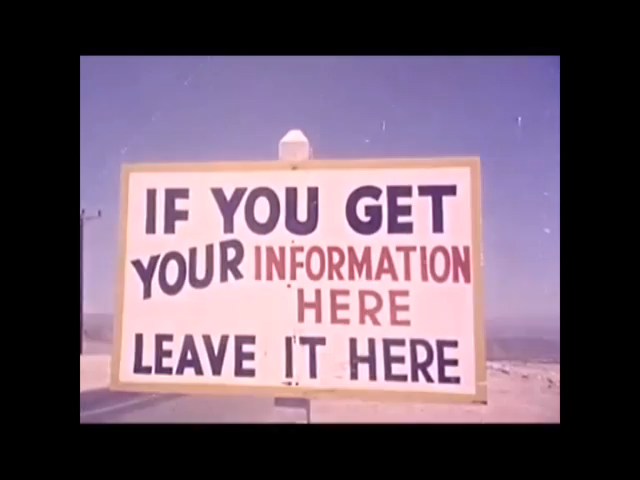 IF YOU GET
YOUR INFORMATION
HERE
LEAVE IT HERE